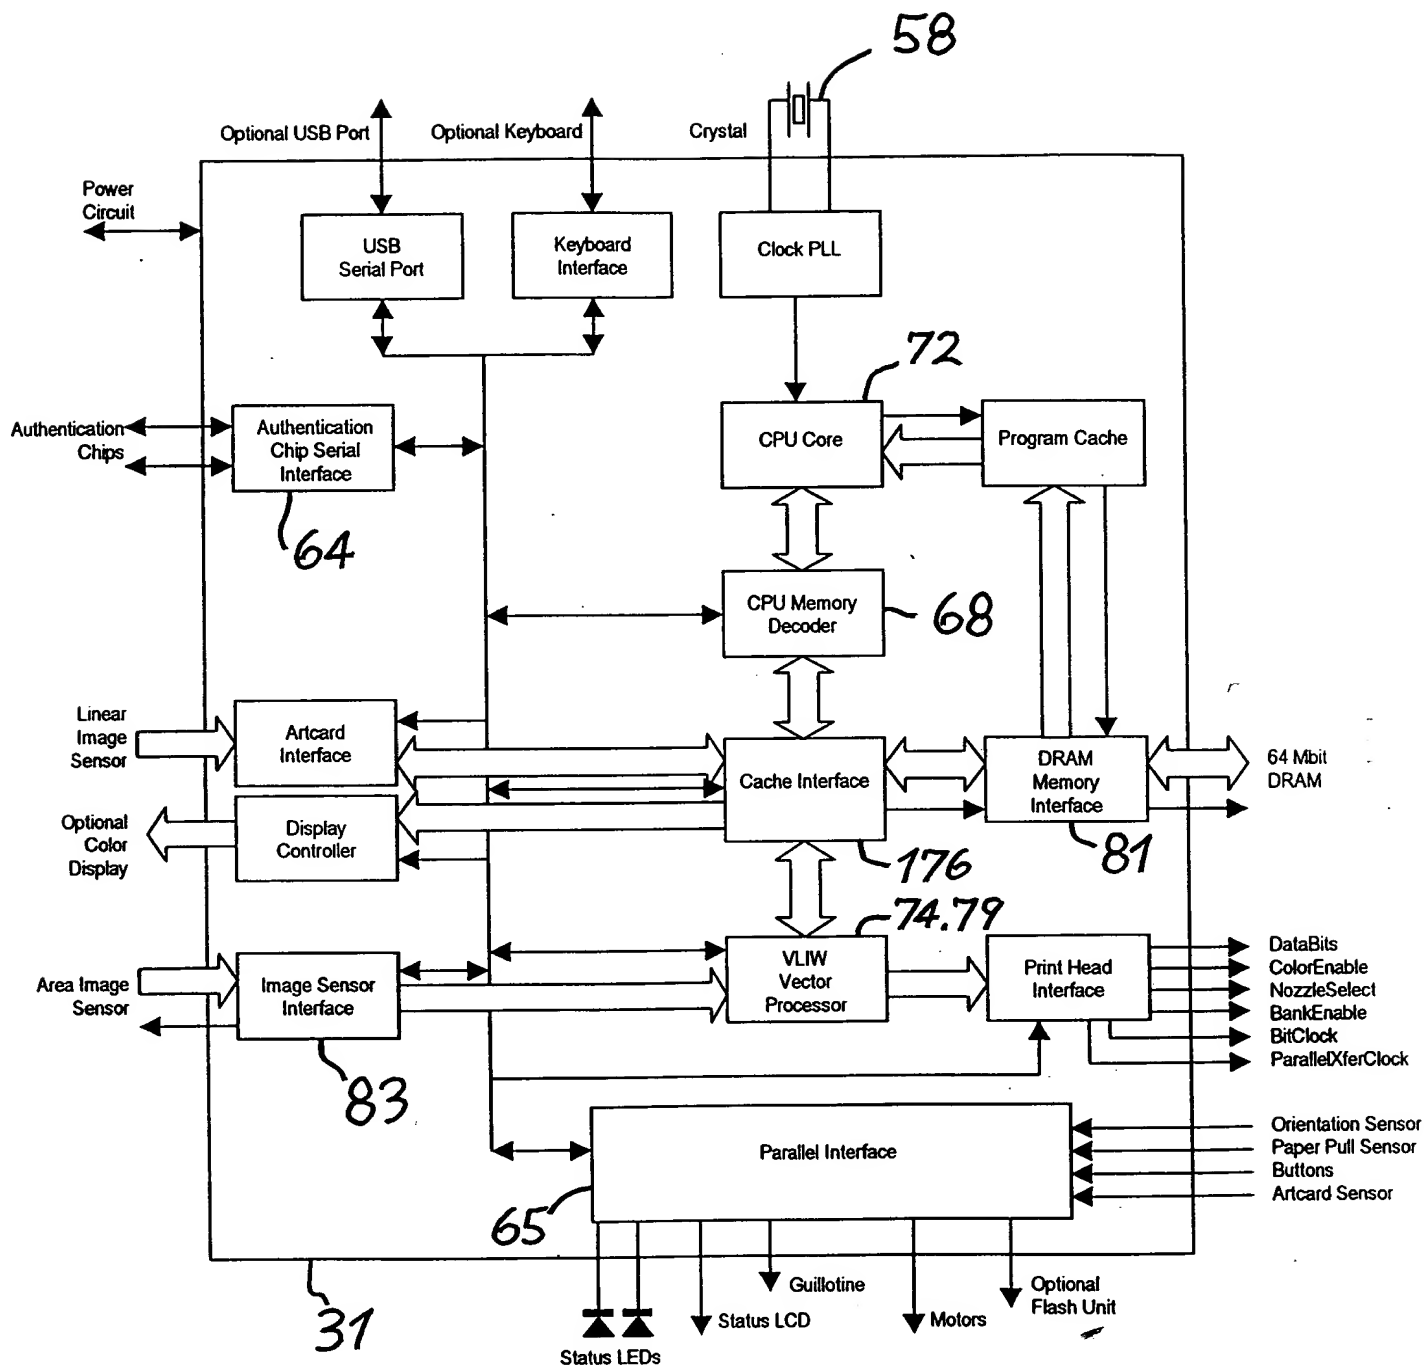 58
Optional USB Port
Optional Keyboard
Crystal
Power
Circuit
USB
Serial Port
Keyboard
Interface
Clock PLL
72
Authentication
Chips
Authentication
Chip Serial
Interface
CPU Core
Program Cache
64
CPU Memory
Decoder
68
Linear
Image
Sensor
Artcard
Interface
Cache Interface
DRAM
Memory
Interface
64 Mbit
DRAM
Optional
Color
Display
Display
Controller
176
81
74.79
Area Image
Sensor
Image Sensor
Interface
VLIW
Vector
Processor
Print Head
Interface
DataBits
ColorEnable
NozzleSelect
BankEnable
BitClock
ParallelXferClock
83
Parallel Interface
Orientation Sensor
Paper Pull Sensor
Buttons
Artcard Sensor
65
31
Guillotine
Optional
Flash Unit
Status LCD
Motors
Status LEDs